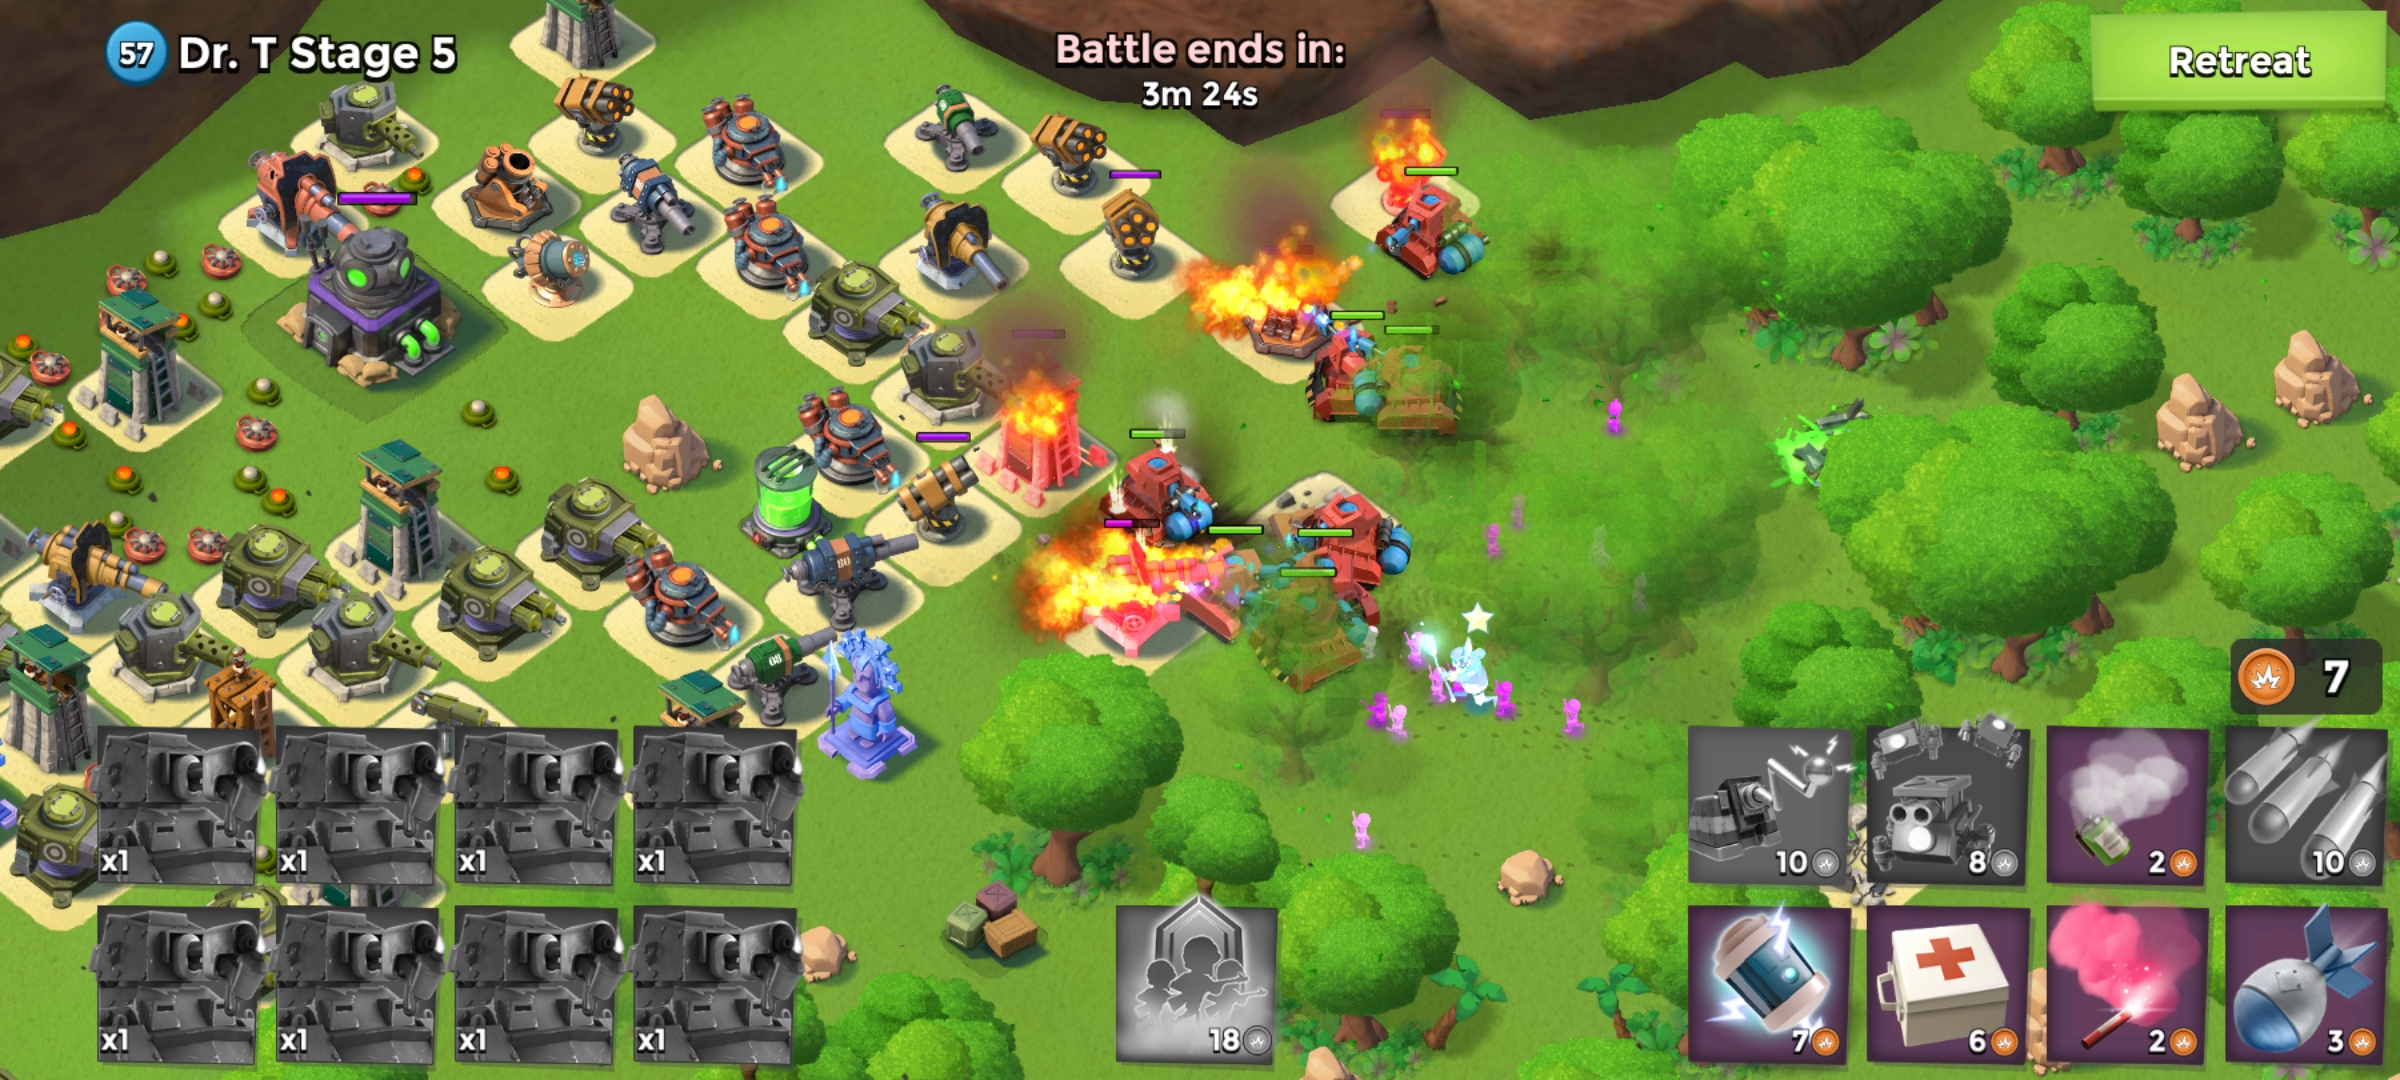 57 Dr. T Stage 5
Battle ends in:
3m 24s
Retreat
7
x1 x1 x1 x1
10 8 2 10
x1 x1 x1 x1
18
7 6 2 3